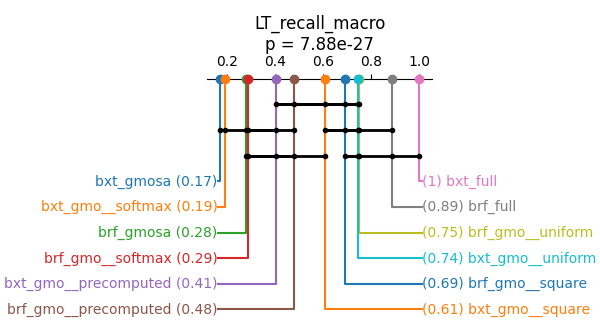 LT_recall_macro
p = 7.88e-27
0.2 0.4 0.6 0.8 1.0
bxt_gmosa (0.17)
(1) bxt_full
bxt_gmo__softmax (0.19)
(0.89) brf_full
brf_gmosa (0.28)
(0.75) brf_gmo__uniform
brf_gmo__softmax (0.29)
(0.74) bxt_gmo__uniform
bxt_gmo__precomputed (0.41)
(0.69) brf_gmo__square
brf_gmo__precomputed (0.48)
(0.61) bxt_gmo__square